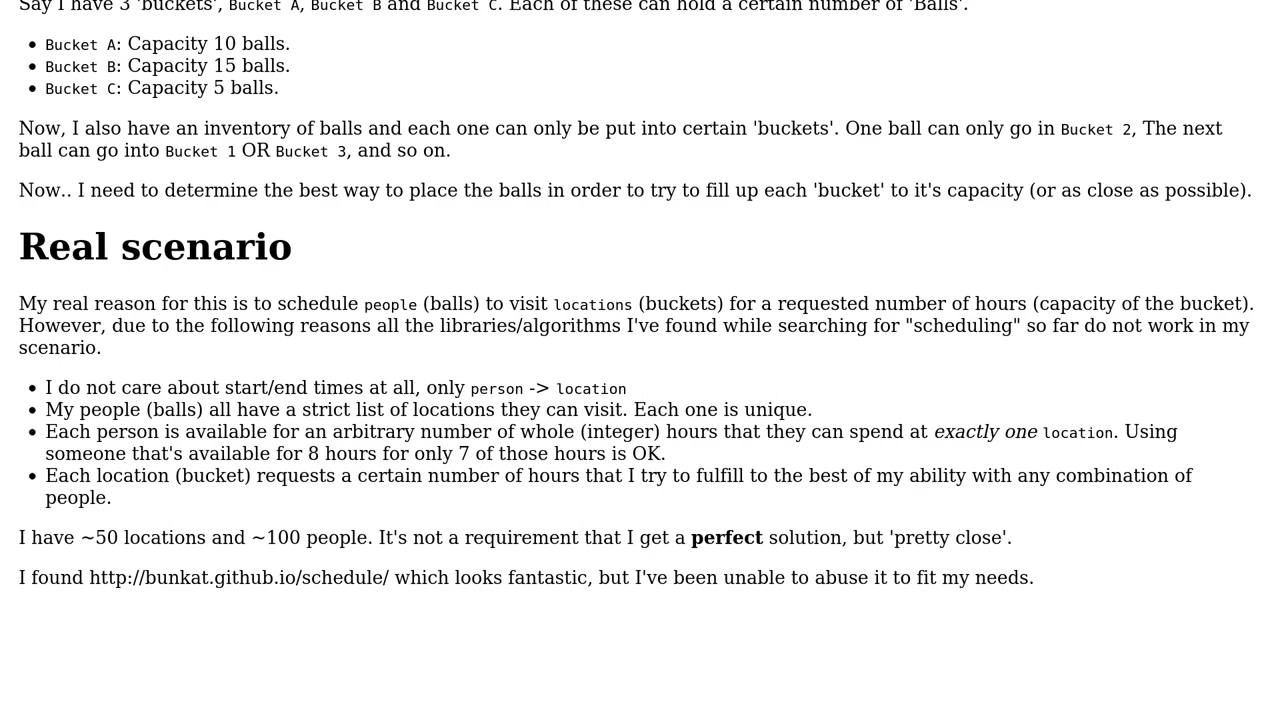 Say I have 3 'buckets', Bucket A, Bucket B and Bucket C. Each of these can hold a certain number of 'Balls'.
• Bucket A: Capacity 10 balls.
• Bucket B: Capacity 15 balls.
• Bucket C: Capacity 5 balls.
Now, I also have an inventory of balls and each one can only be put into certain 'buckets'. One ball can only go in Bucket 2, The next
ball can go into Bucket 1 OR Bucket 3, and so on.
Now.. I need to determine the best way to place the balls in order to try to fill up each 'bucket' to it's capacity (or as close as possible).
Real scenario
My real reason for this is to schedule people (balls) to visit locations (buckets) for a requested number of hours (capacity of the bucket).
However, due to the following reasons all the libraries/algorithms I've found while searching for "scheduling" so far do not work in my
scenario.
• I do not care about start/end times at all, only person -> location
• My people (balls) all have a strict list of locations they can visit. Each one is unique.
• Each person is available for an arbitrary number of whole (integer) hours that they can spend at exactly one location. Using
someone that's available for 8 hours for only 7 of those hours is OK.
• Each location (bucket) requests a certain number of hours that I try to fulfill to the best of my ability with any combination of
people.
I have ~50 locations and ~100 people. It's not a requirement that I get a perfect solution, but 'pretty close'.
I found http://bunkat.github.io/schedule/ which looks fantastic, but I've been unable to abuse it to fit my needs.